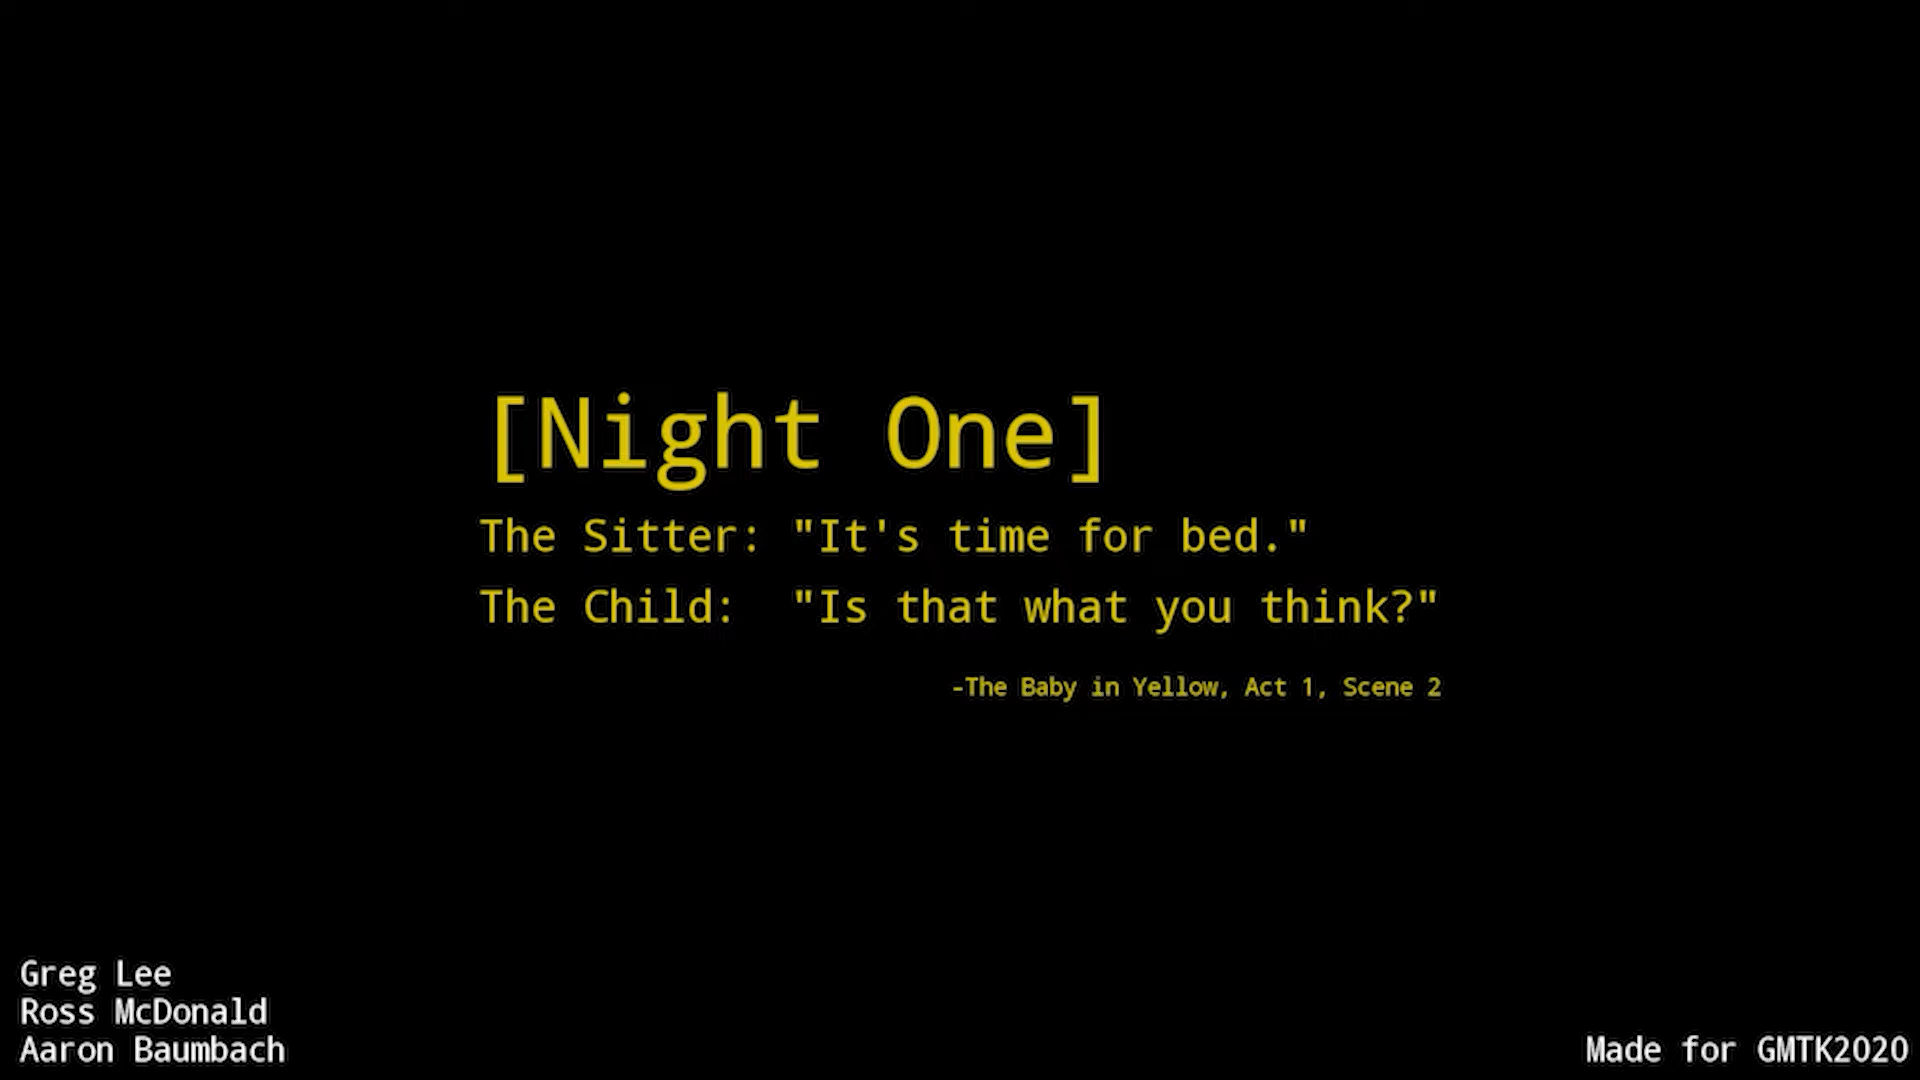 [Night One]
The Sitter: "It's time for bed."
The Child:  "Is that what you think?"
-The Baby in Yellow, Act 1, Scene 2
Greg Lee
Ross McDonald
Aaron Baumbach
Made for GMTK2020